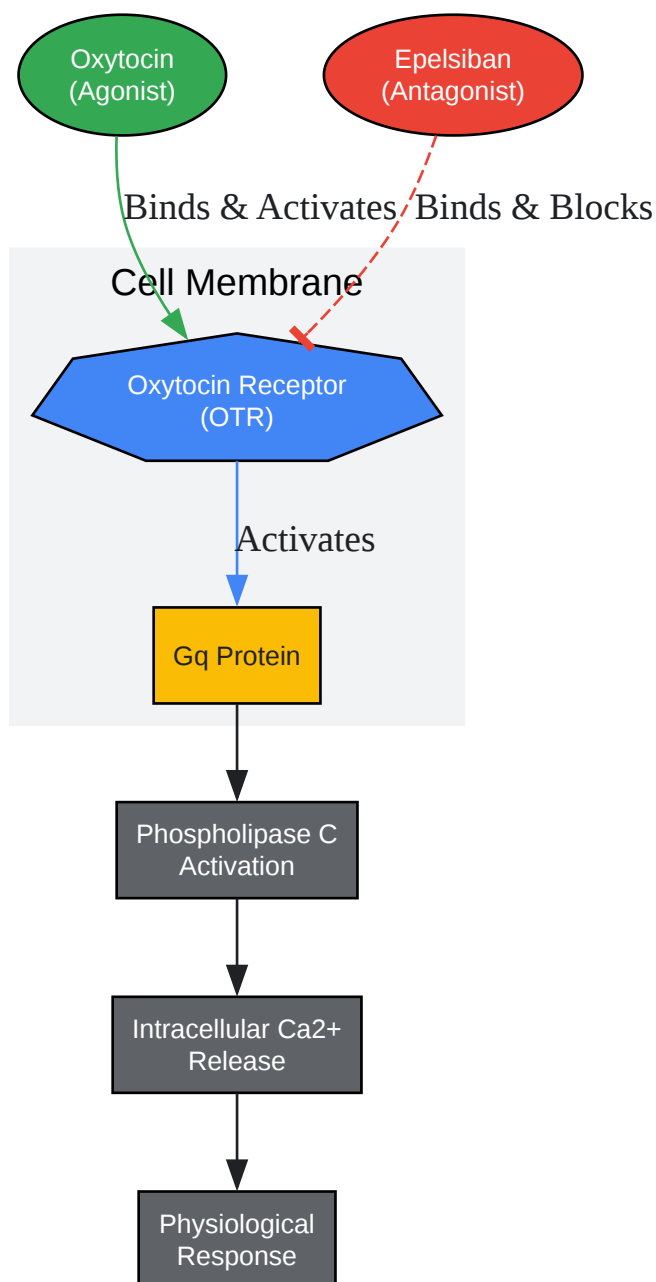 Oxytocin
(Agonist)
Epelsiban
(Antagonist)
Binds & Activates
Binds & Blocks
Cell Membrane
Oxytocin Receptor
(OTR)
Activates
Gq Protein
Phospholipase C
Activation
Intracellular Ca2+
Release
Physiological
Response